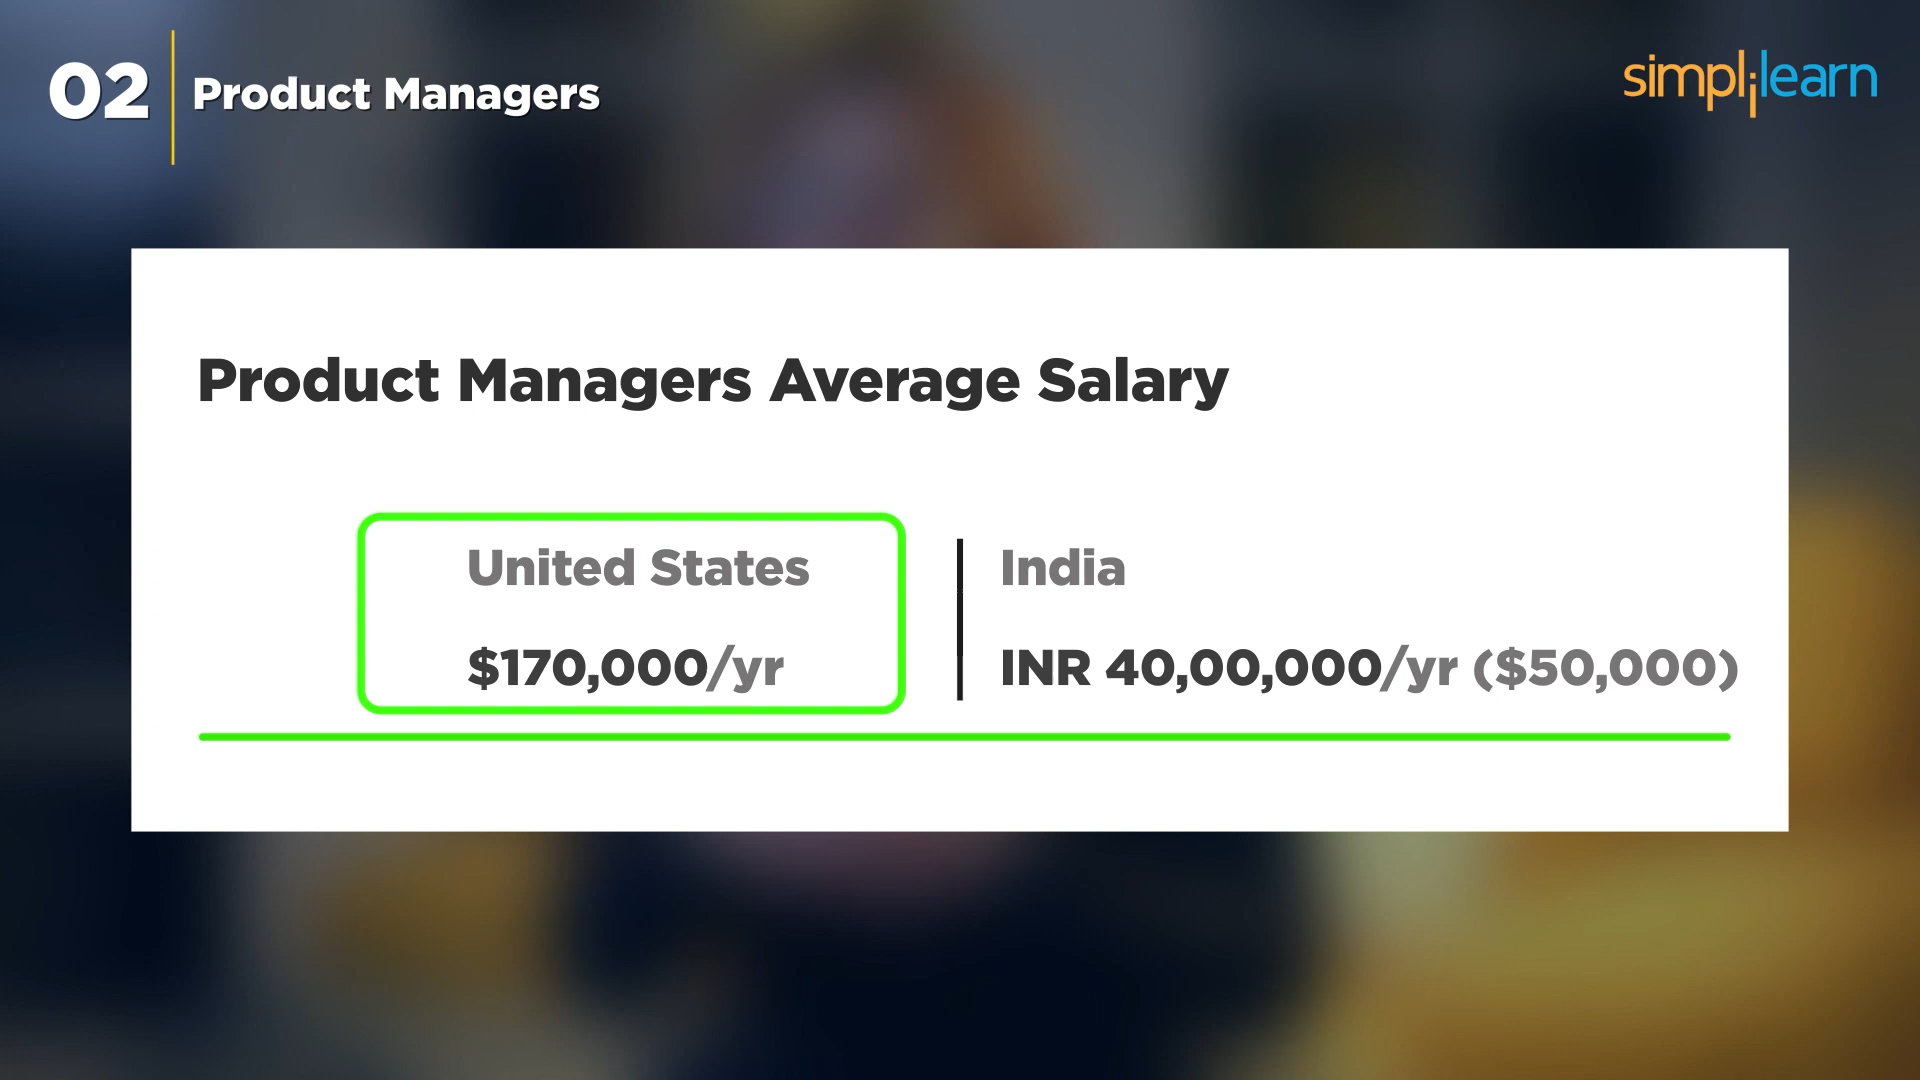 02
Product Managers
simplilearn
Product Managers Average Salary
United States
India
$170,000/yr
INR 40,00,000/yr ($50,000)